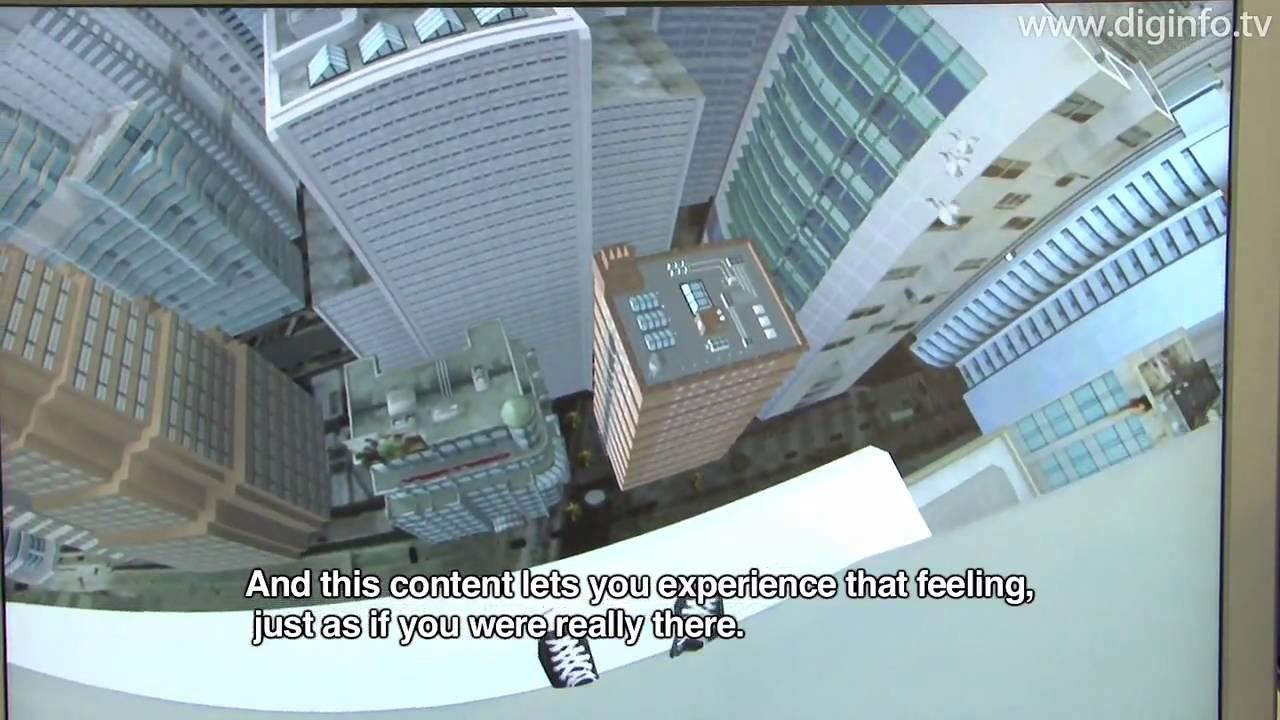 www.diginfo.tv
And this content lets you experience that feeling,
just as if you were really there.